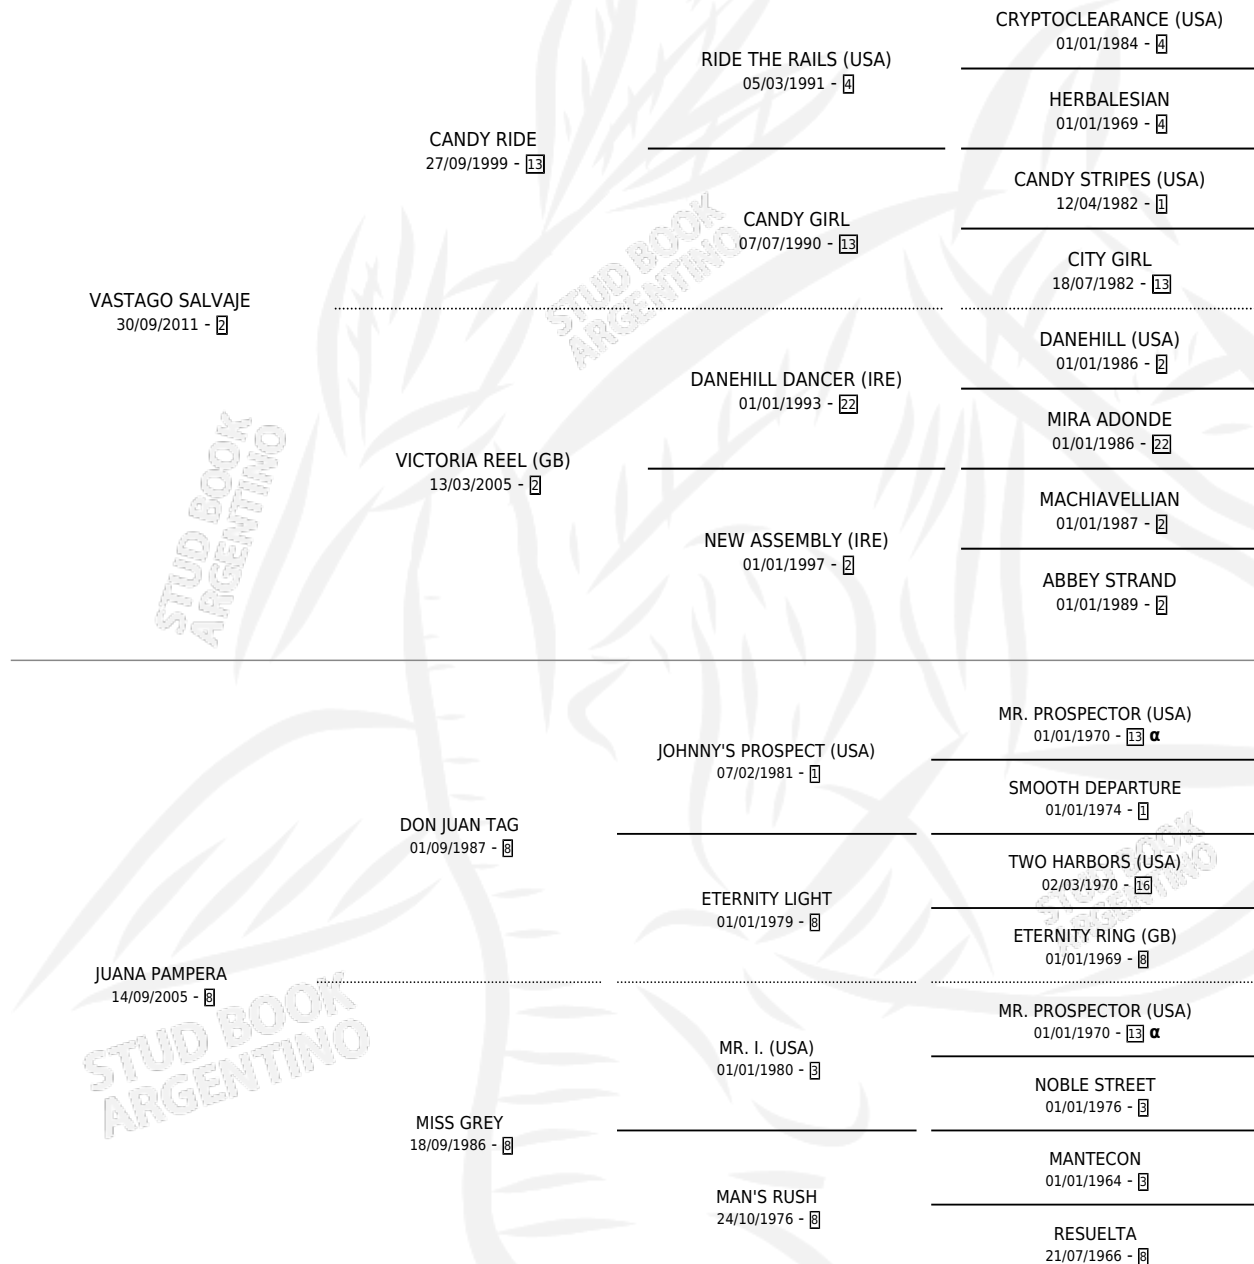 VASTAGO SALVAJE
30/09/2011 - 2
CANDY RIDE
27/09/1999 - 13
VICTORIA REEL (GB)
13/03/2005 - 2
RIDE THE RAILS (USA)
05/03/1991 - 4
CANDY GIRL
07/07/1990 - 13
DANEHILL DANCER (IRE)
01/01/1993 - 22
NEW ASSEMBLY (IRE)
01/01/1997 - 2
CRYPTOCLEARANCE (USA)
01/01/1984 - 4
HERBALESIAN
01/01/1969 - 4
CANDY STRIPES (USA)
12/04/1982 - 1
CITY GIRL
18/07/1982 - 13
DANEHILL (USA)
01/01/1986 - 2
MIRA ADONDE
01/01/1986 - 22
MACHIAVELLIAN
01/01/1987 - 2
ABBEY STRAND
01/01/1989 - 2
JUANA PAMPERA
14/09/2005 - 8
DON JUAN TAG
01/09/1987 - 8
MISS GREY
18/09/1986 - 8
JOHNNY'S PROSPECT (USA)
07/02/1981 - 1
ETERNITY LIGHT
01/01/1979 - 8
MR. I. (USA)
01/01/1980 - 3
MAN'S RUSH
24/10/1976 - 8
MR. PROSPECTOR (USA)
01/01/1970 - 13 α
SMOOTH DEPARTURE
01/01/1974 - 1
TWO HARBORS (USA)
02/03/1970 - 16
ETERNITY RING (GB)
01/01/1969 - 8
MR. PROSPECTOR (USA)
01/01/1970 - 13 α
NOBLE STREET
01/01/1976 - 3
MANTECON
01/01/1964 - 3
RESUELTA
21/07/1966 - 8
STUD BOOK
ARGENTINO
STUD BOOK
ARGENTINO
STUD BOOK
ARGENTINO
STUD BOOK
ARGENTINO